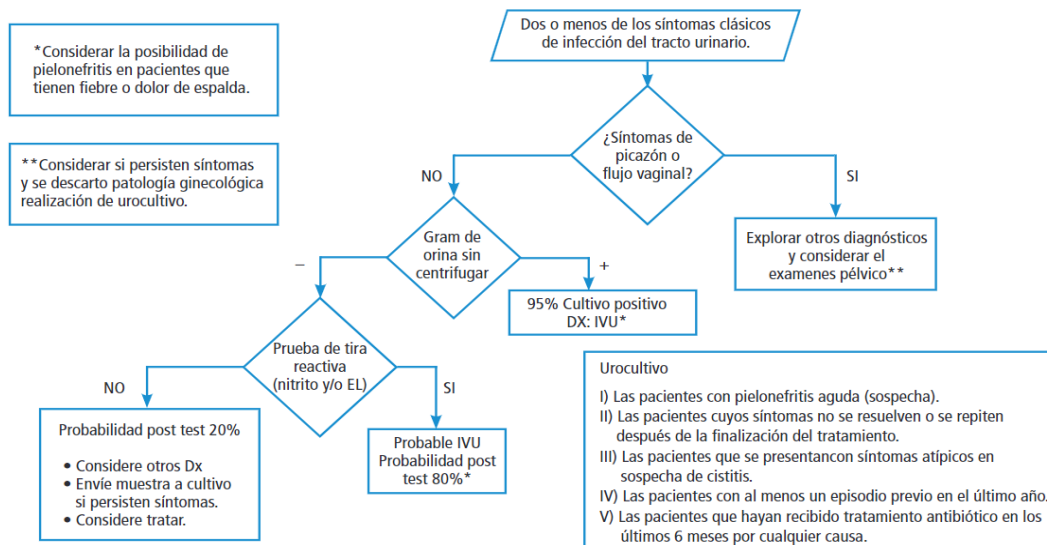 *Considerar la posibilidad de
pielonefritis en pacientes que
tienen fiebre o dolor de espalda.
**Considerar si persisten síntomas
y se descarto patología ginecológica
realización de urocultivo.
Dos o menos de los síntomas clásicos
de infección del tracto urinario.
¿Síntomas de
picazón o
flujo vaginal?
NO
SI
Gram de
orina sin
centrifugar
Explorar otros diagnósticos
y considerar el
examenes pélvico**
–
+
95% Cultivo positivo
DX: IVU*
Prueba de tira
reactiva
(nitrito y/o EL)
NO
SI
Probabilidad post test 20%
• Considere otros Dx
• Envíe muestra a cultivo
si persisten síntomas.
• Considere tratar.
Probable IVU
Probabilidad post
test 80%*
Urocultivo
I) Las pacientes con pielonefritis aguda (sospecha).
II) Las pacientes cuyos síntomas no se resuelven o se repiten
después de la finalización del tratamiento.
III) Las pacientes que se presentancon síntomas atípicos en
sospecha de cistitis.
IV) Las pacientes con al menos un episodio previo en el último año.
V) Las pacientes que hayan recibido tratamiento antibiótico en los
últimos 6 meses por cualquier causa.